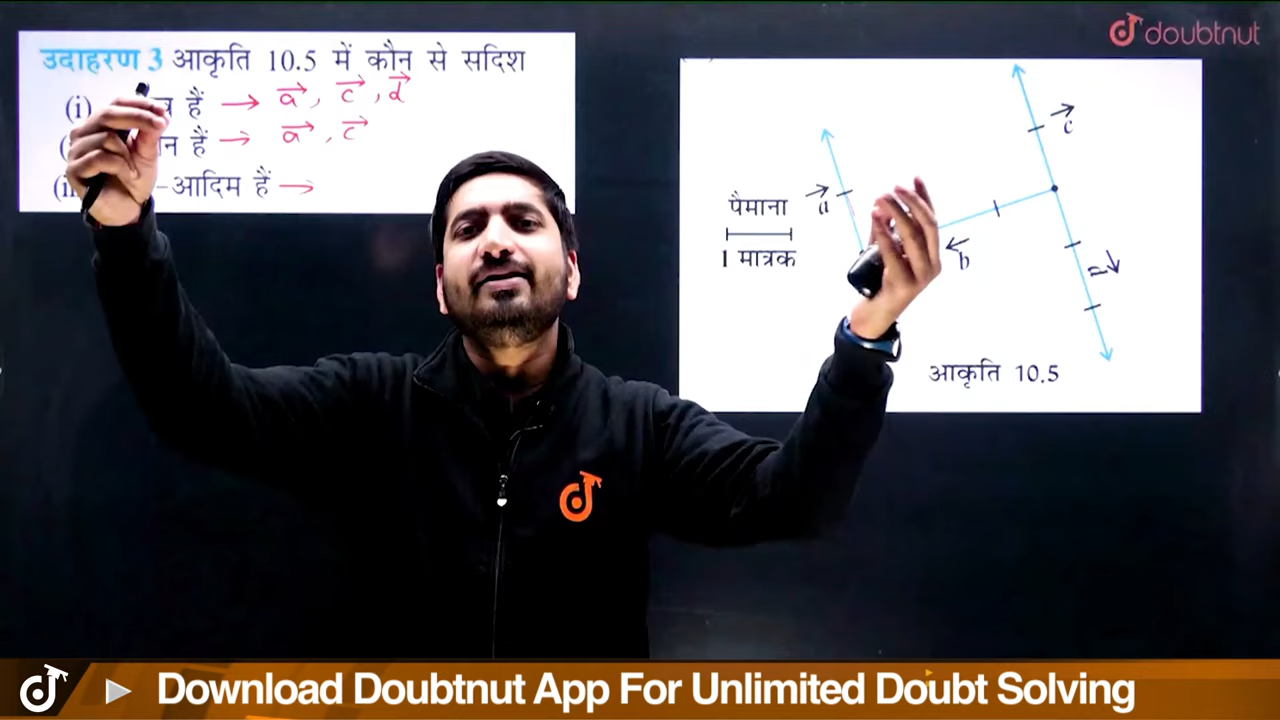 doubtnut
उदाहरण 3 आकृति 10.5 में कौन से सदिश
(i) हैं → a⃗, c⃗, d⃗
हैं → a⃗, c⃗
-आदिम हैं →
c⃗
a⃗
पैमाना
1 मात्रक
b⃗
d⃗
आकृति 10.5
Download Doubtnut App For Unlimited Doubt Solving